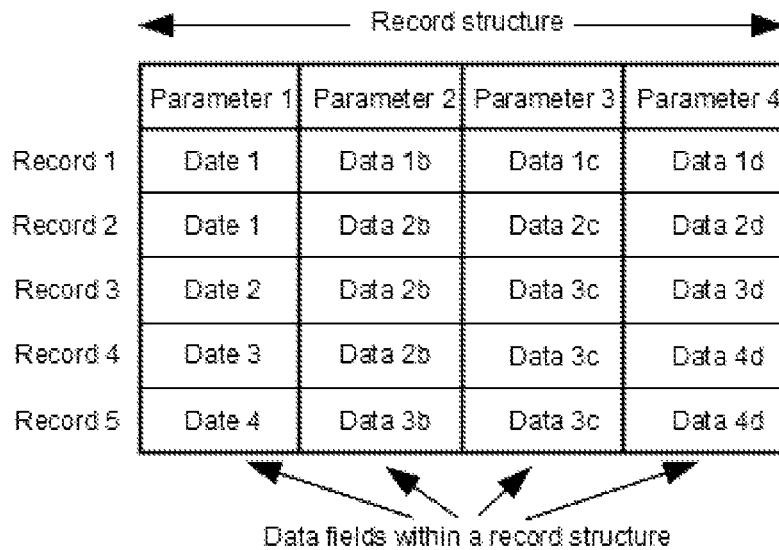 Record structure
Parameter 1 Parameter 2 Parameter 3 Parameter 4
Record 1 Date 1 Data 1b Data 1c Data 1d
Record 2 Date 1 Data 2b Data 2c Data 2d
Record 3 Date 2 Data 2b Data 3c Data 3d
Record 4 Date 3 Data 2b Data 3c Data 4d
Record 5 Date 4 Data 3b Data 3c Data 4d
Data fields within a record structure